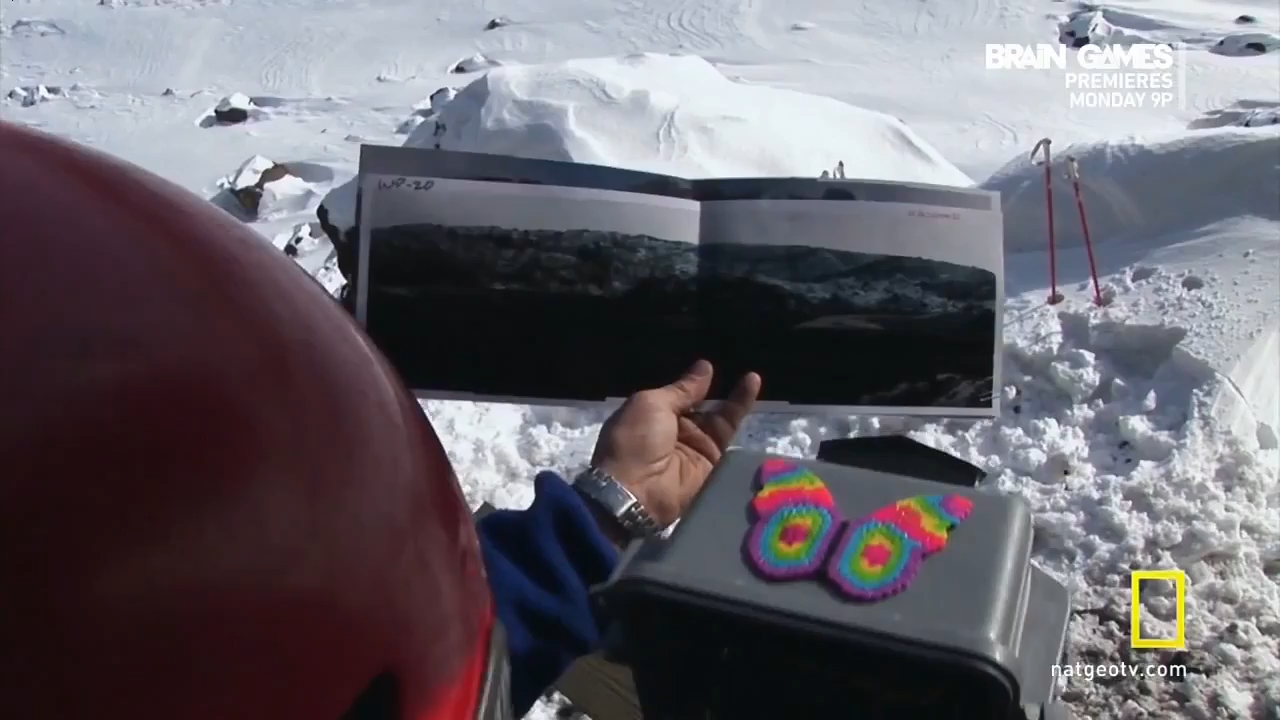 BRAIN GAMES
PREMIERES
MONDAY 9P
WP-20
natgeotv.com